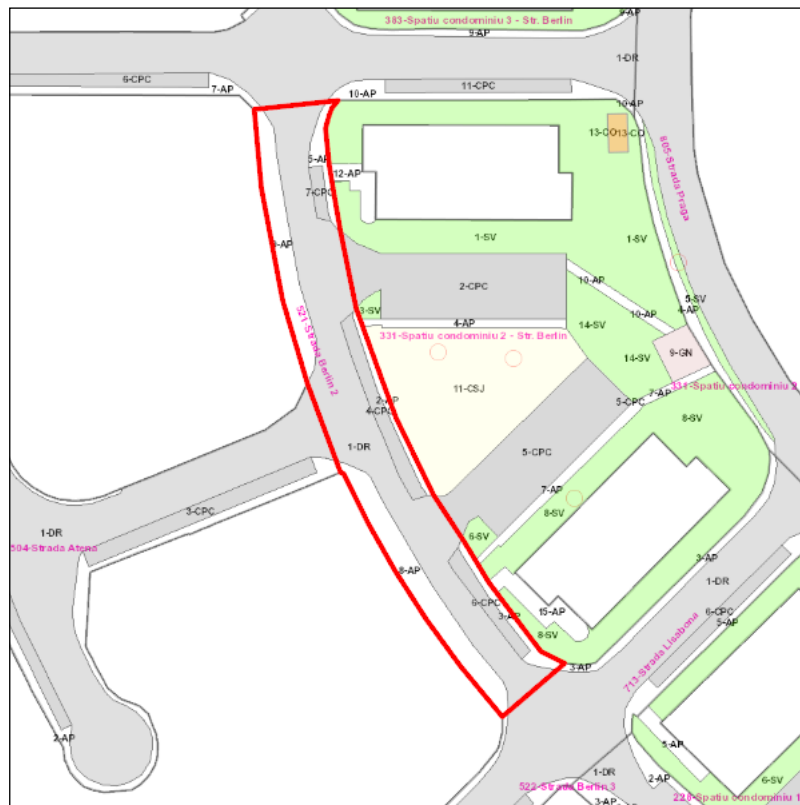 9-AP
383-Spatiu condominiu 3 - Str. Berlin
9-AP
1-DR
6-CPC
7-AP
11-CPC
10-AP
10-AP
13-CO
13-CO
805-Strada Praga
5-AP
12-AP
7-CPC
1-SV
1-SV
2-CPC
10-AP
10-AP
5-SV
4-AP
3-SV
4-AP
14-SV
331-Spatiu condominiu 2 - Str. Berlin
521-Strada Berlin 2
14-SV
9-GN
11-CSJ
331-Spatiu condominiu 2
7-AP
5-CPC
2-AP
4-CPC
8-SV
1-DR
5-CPC
7-AP
3-CPC
8-SV
1-DR
594-Strada Atena
6-SV
8-AP
3-AP
1-DR
6-CPC
6-CPC
5-AP
3-AP
15-AP
8-SV
713-Strada Lisabona
3-AP
2-AP
5-AP
1-DR
2-AP
6-SV
522-Strada Berlin 3
228-Spatiu condominiu 1
3-AP